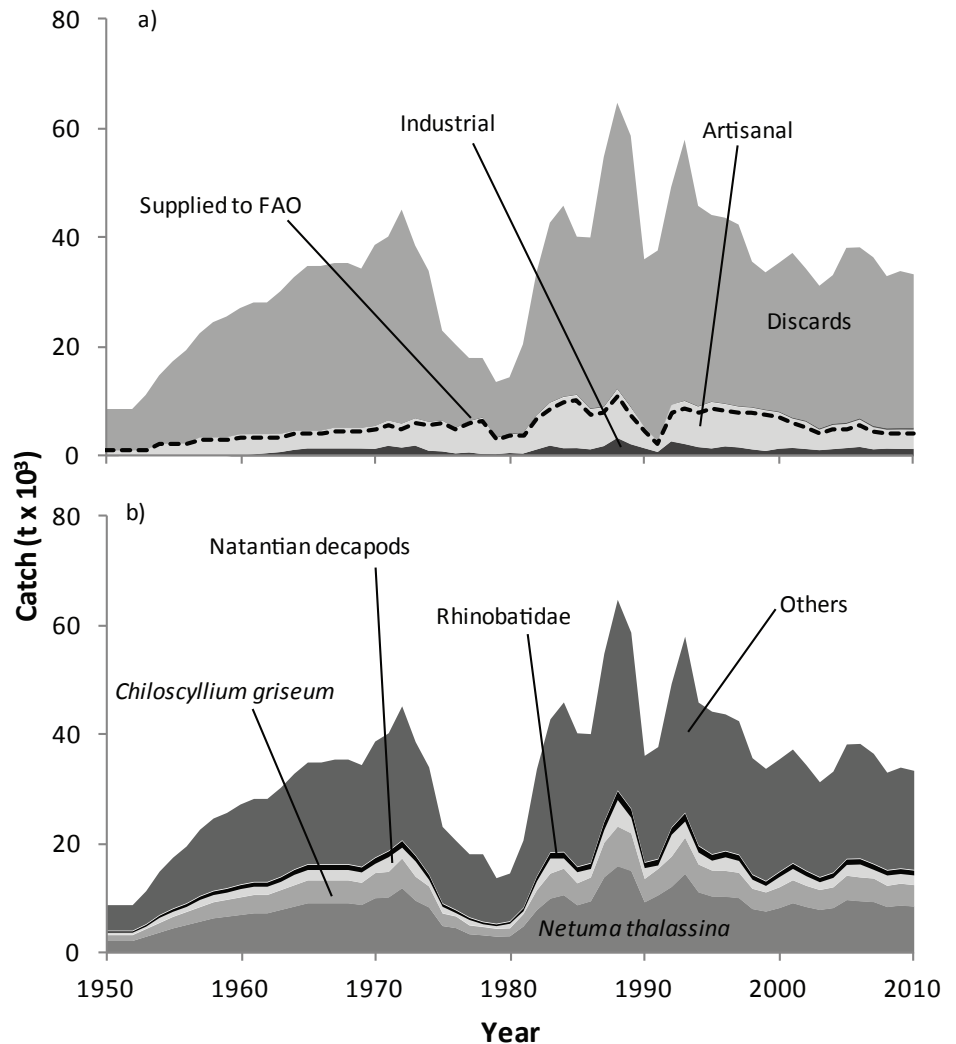 80
a)
60
Industrial
Artisanal
Supplied to FAO
40
Discards
20
0
Catch (t x 10³)
80
b)
Natantian decapods
60
Rhinobatidae
Others
Chiloscyllium griseum
40
20
Netuma thalassina
0
1950 1960 1970 1980 1990 2000 2010
Year